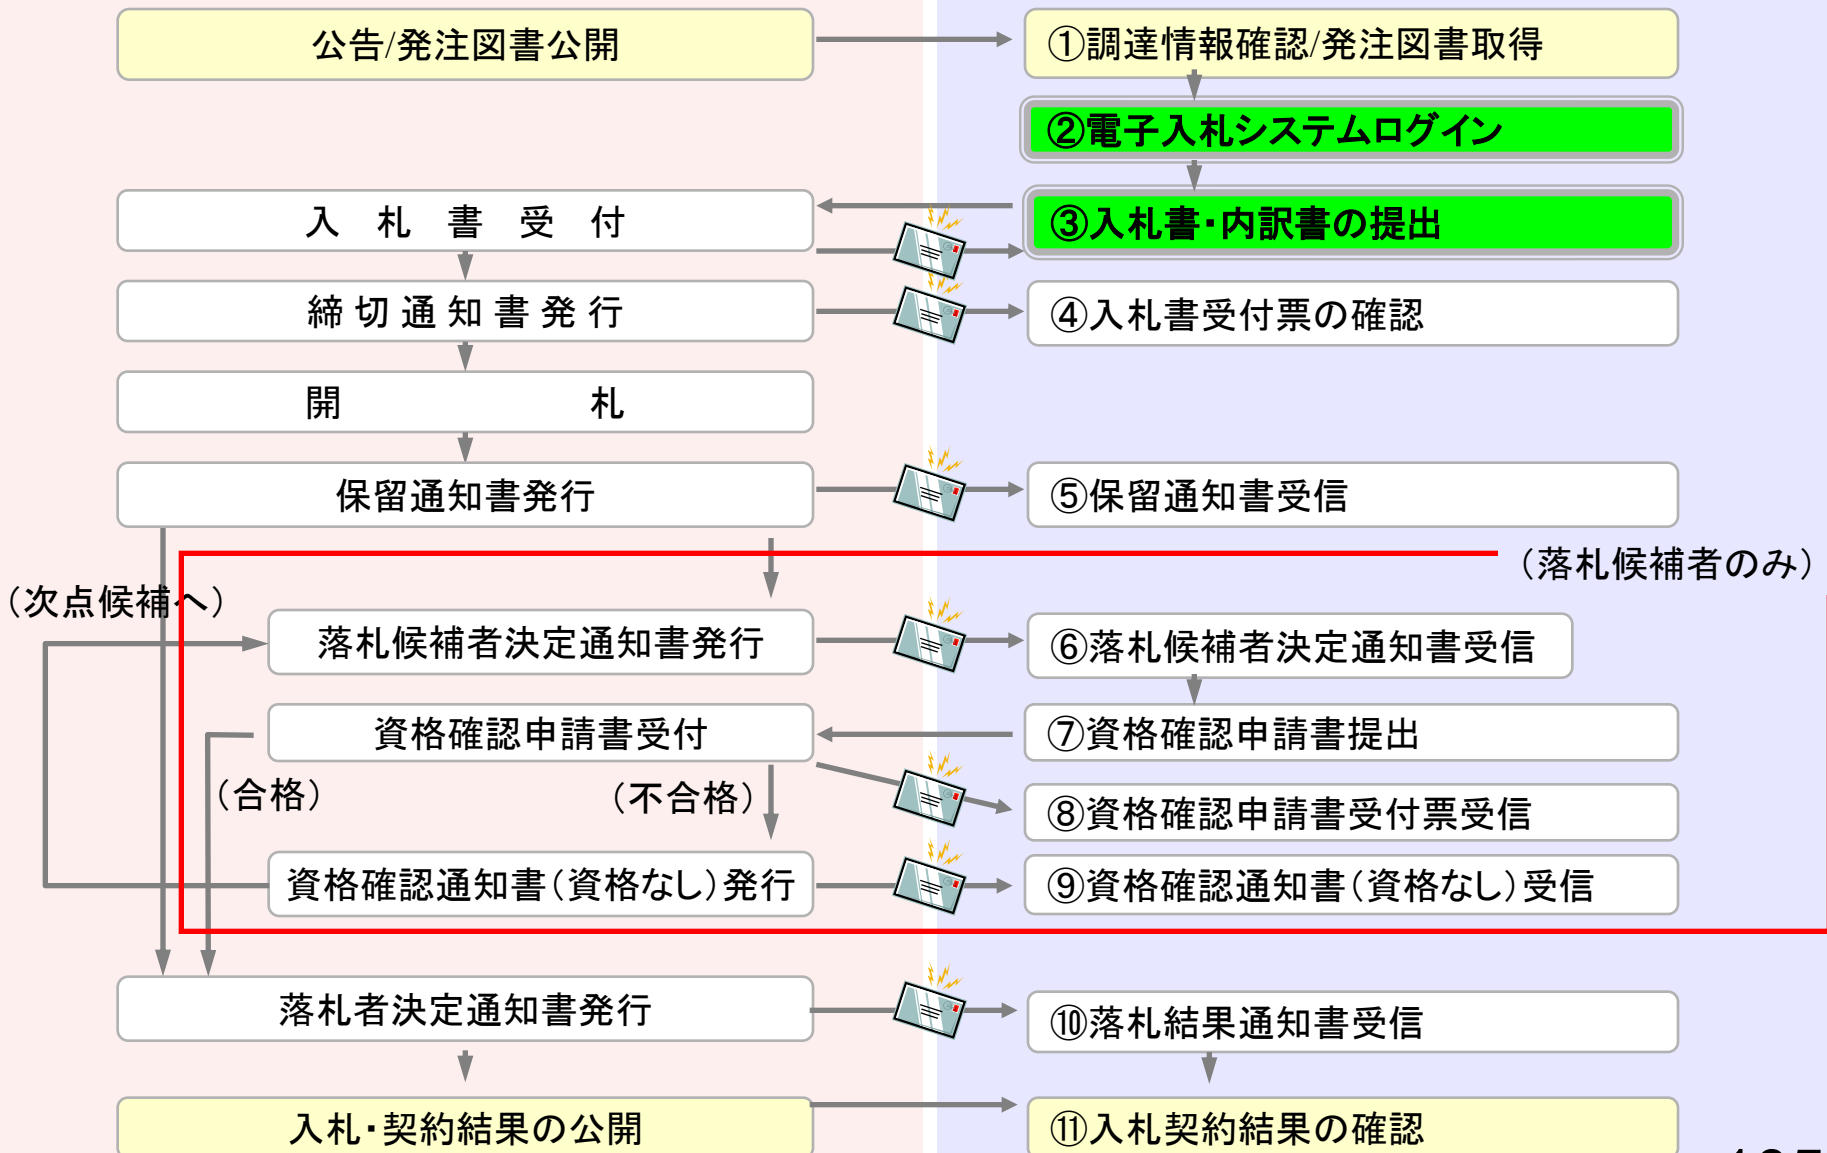 公告/発注図書公開
①調達情報確認/発注図書取得
②電子入札システムログイン
入札書受付
③入札書・内訳書の提出
締切通知書発行
④入札書受付票の確認
開札
保留通知書発行
⑤保留通知書受信
（落札候補者のみ）
（次点候補へ）
落札候補者決定通知書発行
⑥落札候補者決定通知書受信
資格確認申請書受付
⑦資格確認申請書提出
（合格）
（不合格）
⑧資格確認申請書受付票受信
資格確認通知書（資格なし）発行
⑨資格確認通知書（資格なし）受信
落札者決定通知書発行
⑩落札結果通知書受信
入札・契約結果の公開
⑪入札契約結果の確認